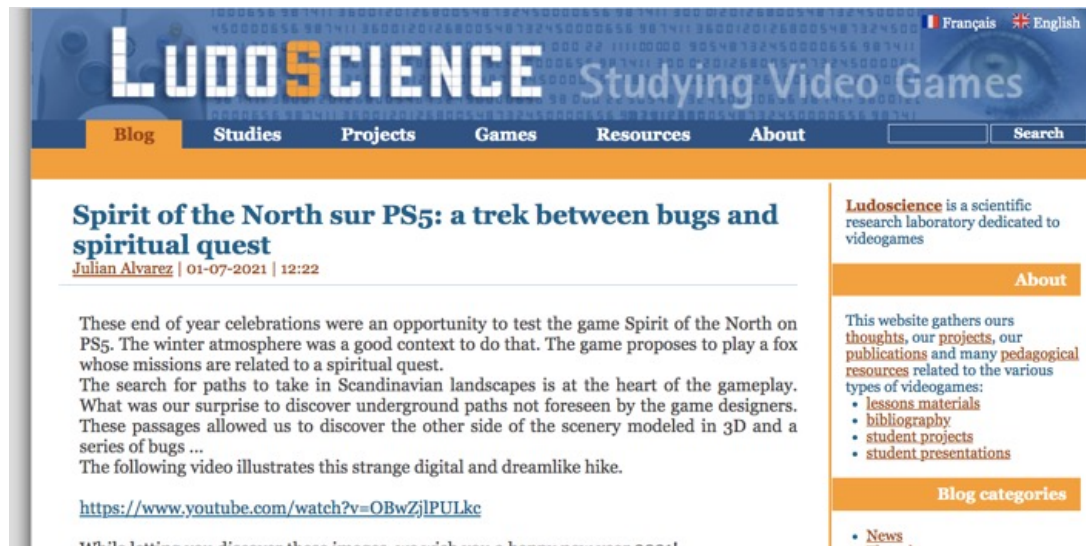 Français English
LUDOSCIENCE Studying Video Games
Blog Studies Projects Games Resources About Search
Spirit of the North sur PS5: a trek between bugs and
spiritual quest
Julian Alvarez | 01-07-2021 | 12:22
These end of year celebrations were an opportunity to test the game Spirit of the North on
PS5. The winter atmosphere was a good context to do that. The game proposes to play a fox
whose missions are related to a spiritual quest.
The search for paths to take in Scandinavian landscapes is at the heart of the gameplay.
What was our surprise to discover underground paths not foreseen by the game designers.
These passages allowed us to discover the other side of the scenery modeled in 3D and a
series of bugs ...
The following video illustrates this strange digital and dreamlike hike.
https://www.youtube.com/watch?v=OBwZjlPULkc
Ludoscience is a scientific
research laboratory dedicated to
videogames
About
This website gathers ours
thoughts, our projects, our
publications and many pedagogical
resources related to the various
types of videogames:
• lessons materials
• bibliography
• student projects
• student presentations
Blog categories
• News